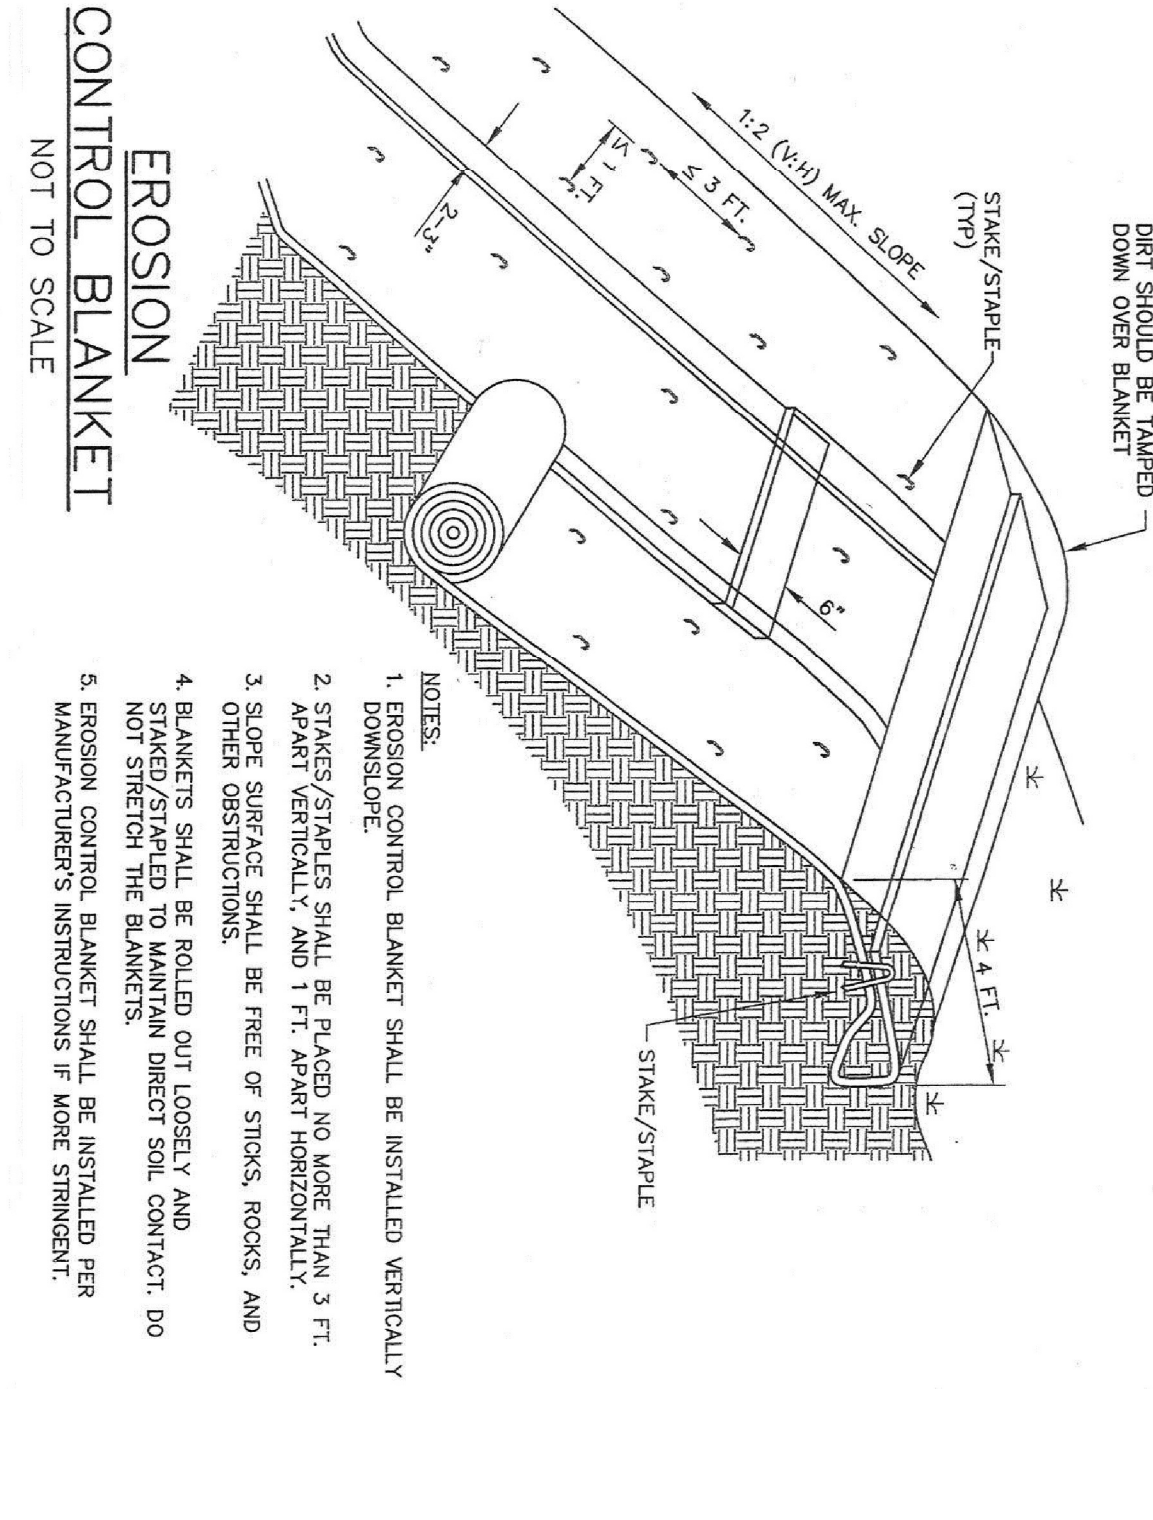 DIRT SHOULD BE TAMPED
DOWN OVER BLANKET
STAKE/STAPLE
(TYP)
1:2 (V:H) MAX. SLOPE
≤ 3 FT.
≤ 1 FT.
2-3"
6"
4 FT.
STAKE/STAPLE
NOTES:
1. EROSION CONTROL BLANKET SHALL BE INSTALLED VERTICALLY
DOWNSLOPE.
2. STAKES/STAPLES SHALL BE PLACED NO MORE THAN 3 FT.
APART VERTICALLY, AND 1 FT. APART HORIZONTALLY.
3. SLOPE SURFACE SHALL BE FREE OF STICKS, ROCKS, AND
OTHER OBSTRUCTIONS.
4. BLANKETS SHALL BE ROLLED OUT LOOSELY AND
STAKED/STAPLED TO MAINTAIN DIRECT SOIL CONTACT. DO
NOT STRETCH THE BLANKETS.
5. EROSION CONTROL BLANKET SHALL BE INSTALLED PER
MANUFACTURER'S INSTRUCTIONS IF MORE STRINGENT.
EROSION
CONTROL BLANKET
NOT TO SCALE